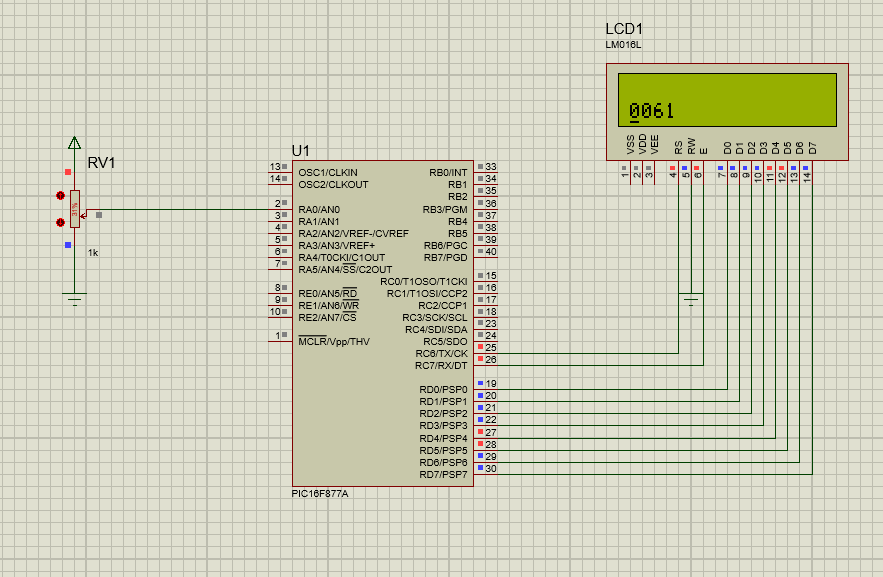 LCD1
LM016L
0061
VSS VDD VEE RS RW E D0 D1 D2 D3 D4 D5 D6 D7
1 2 3 4 5 6 7 8 9 10 11 12 13 14
RV1
31%
1k
U1
13 OSC1/CLKIN RB0/INT 33
14 OSC2/CLKOUT RB1 34
RB2 35
2 RA0/AN0 RB3/PGM 36
3 RA1/AN1 RB4 37
4 RA2/AN2/VREF-/CVREF RB5 38
5 RA3/AN3/VREF+ RB6/PGC 39
6 RA4/T0CKI/C1OUT RB7/PGD 40
7 RA5/AN4/SS/C2OUT
RC0/T1OSO/T1CKI 15
8 RE0/AN5/RD RC1/T1OSI/CCP2 16
9 RE1/AN6/WR RC2/CCP1 17
10 RE2/AN7/CS RC3/SCK/SCL 18
RC4/SDI/SDA 23
1 MCLR/Vpp/THV RC5/SDO 24
RC6/TX/CK 25
RC7/RX/DT 26
RD0/PSP0 19
RD1/PSP1 20
RD2/PSP2 21
RD3/PSP3 22
RD4/PSP4 27
RD5/PSP5 28
RD6/PSP6 29
RD7/PSP7 30
PIC16F877A